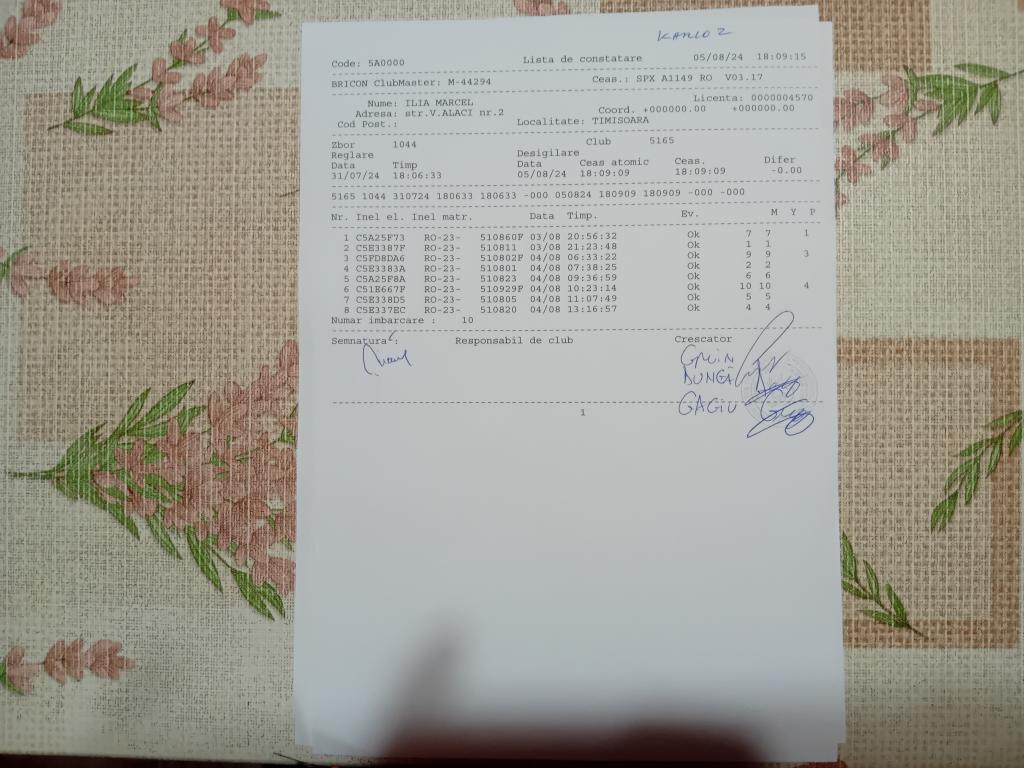 KARLO 2
Code: 5A0000 Lista de constatare 05/08/24 18:09:15
BRICON ClubMaster: M-44294 Ceas.: SPX A1149 RO V03.17
Nume: ILIA MARCEL Licenta: 0000004570
Adresa: str.V.ALACI nr.2 Coord. +000000.00 +000000.00
Cod Post.: Localitate: TIMISOARA
Zbor 1044 Club 5165
Reglare Desigilare
Data Timp Data Ceas atomic Ceas. Difer
31/07/24 18:06:33 05/08/24 18:09:09 18:09:09 -0.00
5165 1044 310724 180633 180633 -000 050824 180909 180909 -000 -000
Nr. Inel el. Inel matr. Data Timp. Ev. M Y P
1 C5A25F73 RO-23- 510860F 03/08 20:56:32 Ok 7 7 1
2 C5E3387F RO-23- 510811 03/08 21:23:48 Ok 1 1
3 C5FD8DA6 RO-23- 510802F 04/08 06:33:22 Ok 9 9 3
4 C5E3383A RO-23- 510801 04/08 07:38:25 Ok 2 2
5 C5A25F8A RO-23- 510823 04/08 09:36:59 Ok 6 6
6 C51E667F RO-23- 510929F 04/08 10:23:14 Ok 10 10 4
7 C5E338D5 RO-23- 510805 04/08 11:07:49 Ok 5 5
8 C5E337EC RO-23- 510820 04/08 13:16:57 Ok 4 4
Numar imbarcare : 10
Semnatura : Responsabil de club Crescator
GRUIN
DUNGĂ
GAGIU
1